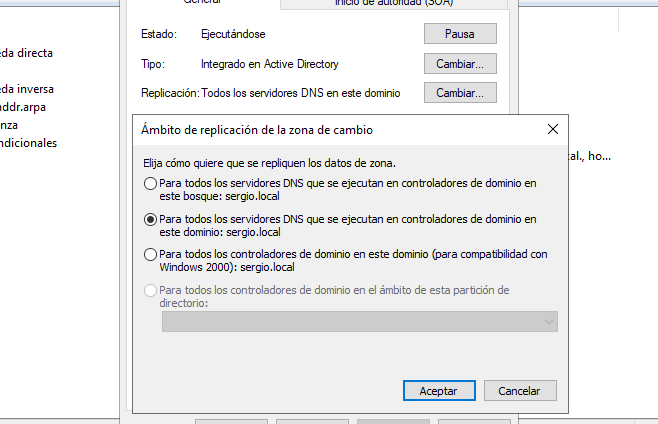 General
Inicio de autoridad (SOA)
Estado: Ejecutándose Pausa
Tipo: Integrado en Active Directory Cambiar...
Replicación: Todos los servidores DNS en este dominio Cambiar...
eda directa
eda inversa
addr.arpa
nza
ndicionales
cal., ho...
Ámbito de replicación de la zona de cambio
Elija cómo quiere que se repliquen los datos de zona.
Para todos los servidores DNS que se ejecutan en controladores de dominio en
este bosque: sergio.local
Para todos los servidores DNS que se ejecutan en controladores de dominio en
este dominio: sergio.local
Para todos los controladores de dominio en este dominio (para compatibilidad con
Windows 2000): sergio.local
Para todos los controladores de dominio en el ámbito de esta partición de
directorio:
Aceptar Cancelar